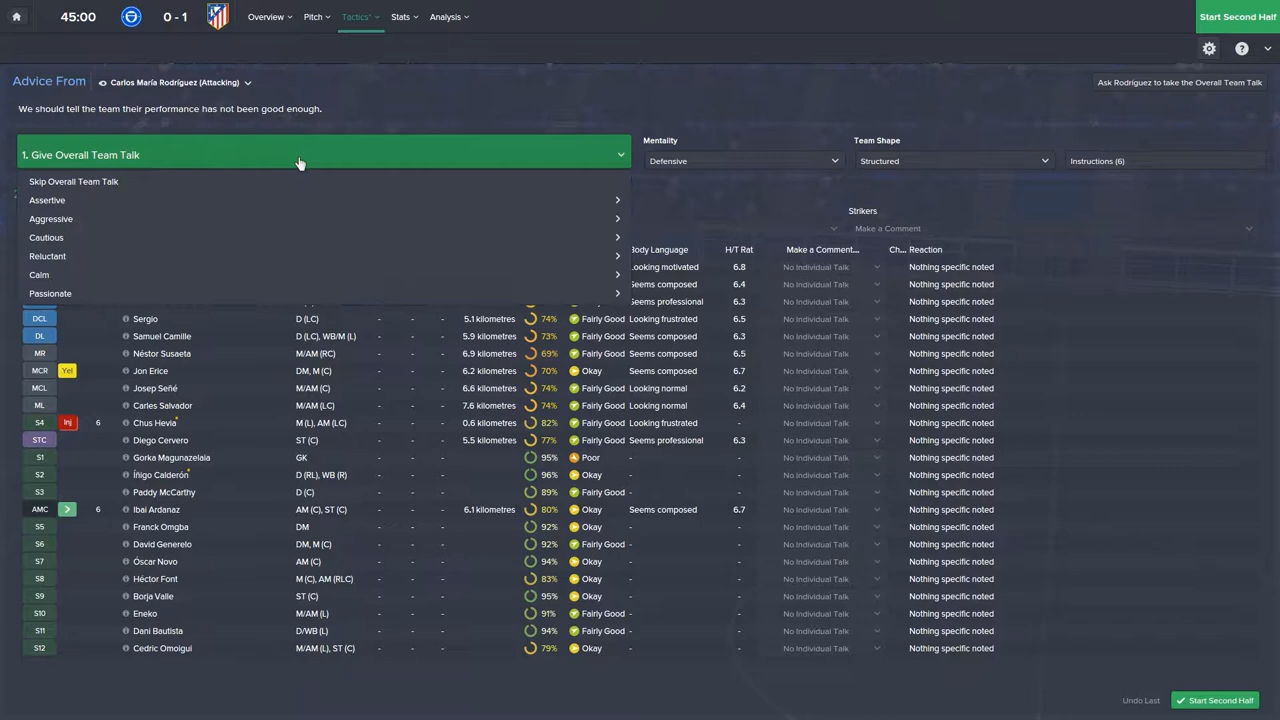 45:00 0 - 1 Overview Pitch Tactics* Stats Analysis Start Second Half
?
Advice From Carlos María Rodríguez (Attacking) Ask Rodríguez to take the Overall Team Talk
We should tell the team their performance has not been good enough.
Mentality Team Shape
1. Give Overall Team Talk Defensive Structured Instructions (6)
Skip Overall Team Talk
Assertive
Strikers
Aggressive
Make a Comment
Cautious
Body Language H/T Rat Make a Comment... Ch... Reaction
Reluctant
Looking motivated 6.8 No Individual Talk Nothing specific noted
Calm
Seems composed 6.4 No Individual Talk Nothing specific noted
Passionate
Seems professional 6.3 No Individual Talk Nothing specific noted
DCL Sergio D (LC) - - - 5.1 kilometres 74% Fairly Good Looking frustrated 6.5 No Individual Talk Nothing specific noted
DL Samuel Camille D (LC), WB/M (L) - - - 5.9 kilometres 73% Fairly Good Seems composed 6.3 No Individual Talk Nothing specific noted
MR Néstor Susaeta M/AM (RC) - - - 6.9 kilometres 69% Fairly Good Seems composed 6.5 No Individual Talk Nothing specific noted
MCR Yel Jon Erice DM, M (C) - - - 6.2 kilometres 70% Okay Seems composed 6.7 No Individual Talk Nothing specific noted
MCL Josep Señé M/AM (C) - - - 6.6 kilometres 74% Fairly Good Looking normal 6.2 No Individual Talk Nothing specific noted
ML Carles Salvador M/AM (LC) - - - 7.6 kilometres 74% Fairly Good Looking normal 6.4 No Individual Talk Nothing specific noted
S4 Inj 6 Chus Hevia* M (L), AM (LC) - - - 0.6 kilometres 82% Fairly Good Looking frustrated - No Individual Talk Nothing specific noted
STC Diego Cervero ST (C) - - - 5.5 kilometres 77% Fairly Good Seems professional 6.3 No Individual Talk Nothing specific noted
S1 Gorka Magunazelaia GK - - - 95% Poor - - No Individual Talk Nothing specific noted
S2 Íñigo Calderón* D (RL), WB (R) - - - 96% Okay - - No Individual Talk Nothing specific noted
S3 Paddy McCarthy D (C) - - - 89% Fairly Good - - No Individual Talk Nothing specific noted
AMC 6 Ibai Ardanaz AM (C), ST (C) - - - 6.1 kilometres 80% Okay Seems composed 6.7 No Individual Talk Nothing specific noted
S5 Franck Omgba DM - - - 92% Okay - - No Individual Talk Nothing specific noted
S6 David Generelo DM, M (C) - - - 92% Fairly Good - - No Individual Talk Nothing specific noted
S7 Óscar Novo AM (C) - - - 94% Okay - - No Individual Talk Nothing specific noted
S8 Héctor Font M (C), AM (RLC) - - - 83% Okay - - No Individual Talk Nothing specific noted
S9 Borja Valle ST (C) - - - 95% Okay - - No Individual Talk Nothing specific noted
S10 Eneko M/AM (L) - - - 91% Fairly Good - - No Individual Talk Nothing specific noted
S11 Dani Bautista D/WB (L) - - - 94% Fairly Good - - No Individual Talk Nothing specific noted
S12 Cedric Omoigui M/AM (L), ST (C) - - - 79% Okay - - No Individual Talk Nothing specific noted
Undo Last Start Second Half